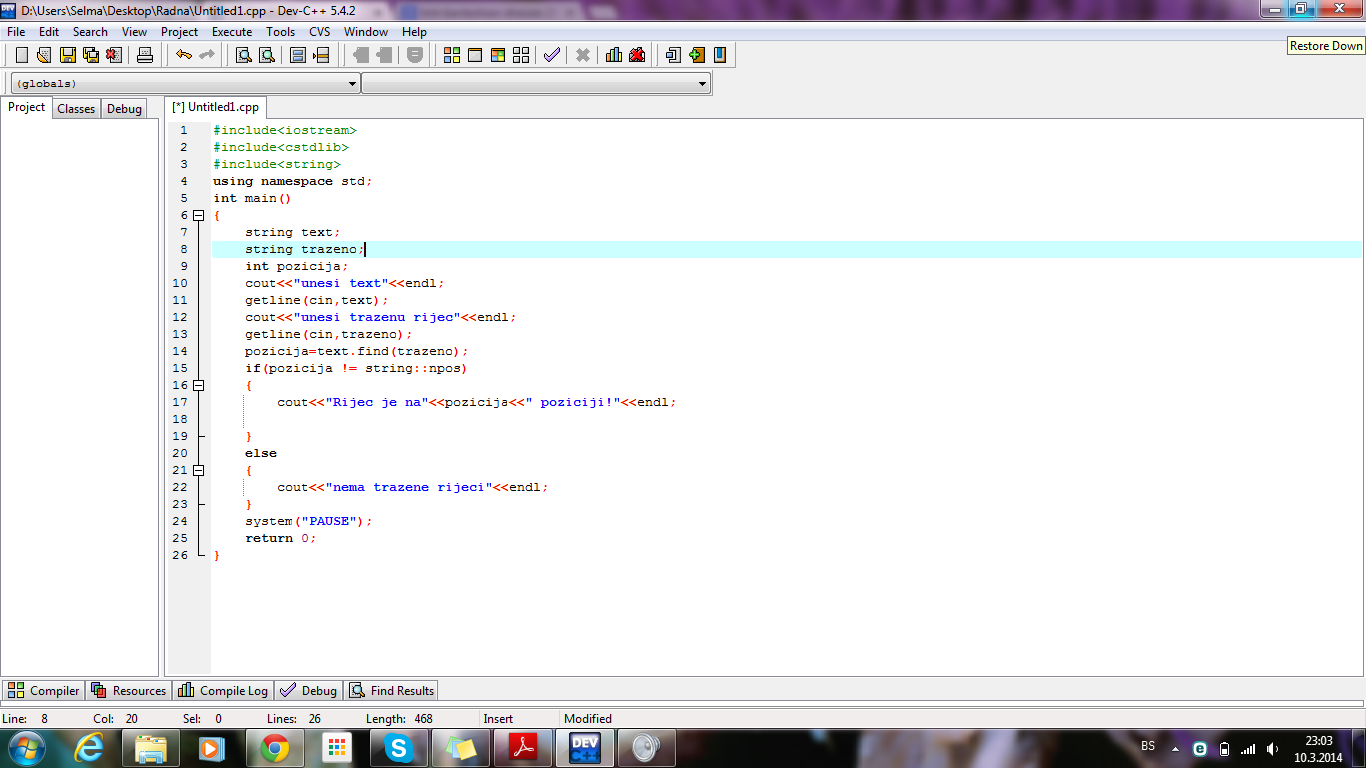 D:\Users\Selma\Desktop\Radna\Untitled1.cpp - Dev-C++ 5.4.2
File Edit Search View Project Execute Tools CVS Window Help
Restore Down
(globals)
Project Classes Debug
[*] Untitled1.cpp
1 #include<iostream>
2 #include<cstdlib>
3 #include<string>
4 using namespace std;
5 int main()
6 {
7 string text;
8 string trazeno;
9 int pozicija;
10 cout<<"unesi text"<<endl;
11 getline(cin,text);
12 cout<<"unesi trazenu rijec"<<endl;
13 getline(cin,trazeno);
14 pozicija=text.find(trazeno);
15 if(pozicija != string::npos)
16 {
17 cout<<"Rijec je na"<<pozicija<<" poziciji!"<<endl;
18
19 }
20 else
21 {
22 cout<<"nema trazene rijeci"<<endl;
23 }
24 system("PAUSE");
25 return 0;
26 }
Compiler Resources Compile Log Debug Find Results
Line: 8 Col: 20 Sel: 0 Lines: 26 Length: 468 Insert Modified
DEV C++
BS
23:03
10.3.2014